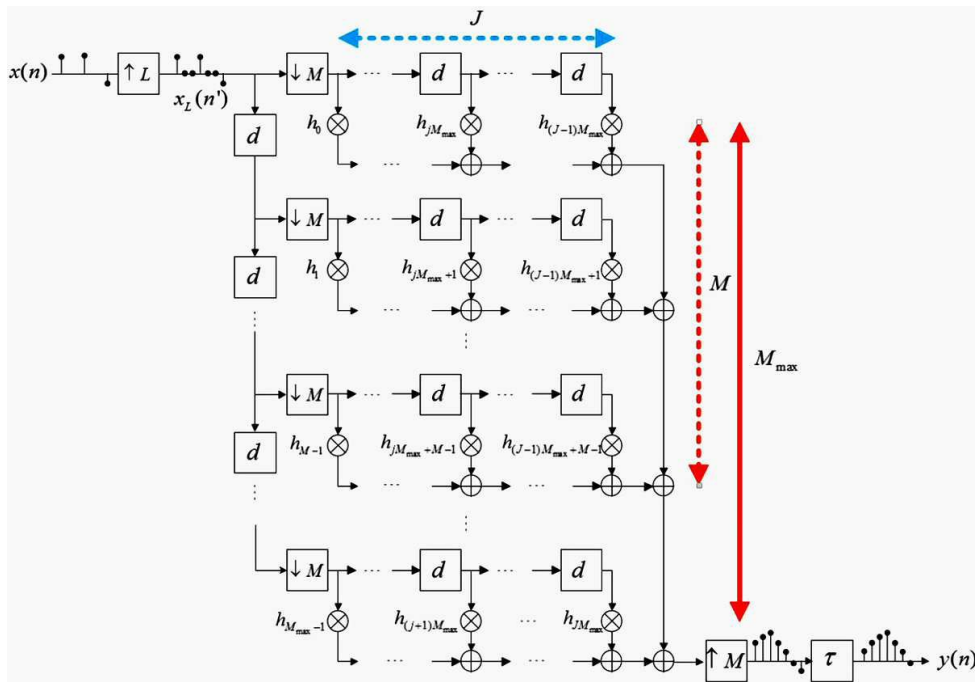 J
x(n) ↑ L x_L(n') ↓ M ... d ... d
d h_0 h_{jM_max} h_{(J-1)M_max}
... ...
↓ M ... d ... d
d h_1 h_{jM_max+1} h_{(J-1)M_max+1} M
... ...
⋮ ⋮
M_max
↓ M ... d ... d
d h_{M-1} h_{jM_max+M-1} h_{(J-1)M_max+M-1}
... ...
⋮ ⋮
↓ M ... d ... d
h_{M_max-1} h_{(j+1)M_max} h_{JM_max}
... ... ↑ M τ y(n)